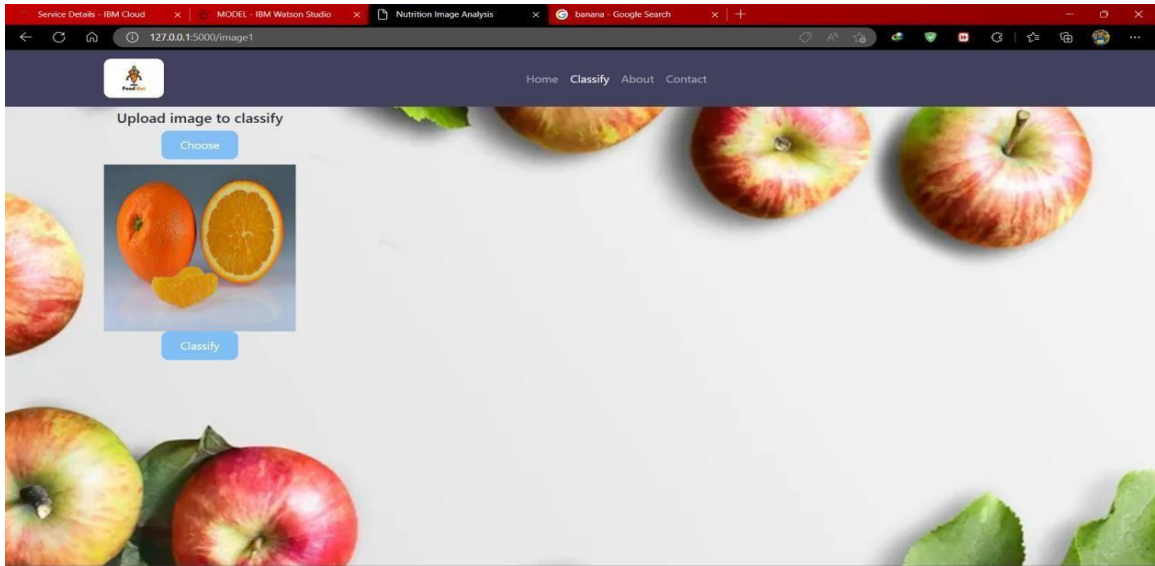 Service Details - IBM Cloud
MODEL - IBM Watson Studio
Nutrition Image Analysis
banana - Google Search
127.0.0.1:5000/image1
Home Classify About Contact
Upload image to classify
Choose
Classify